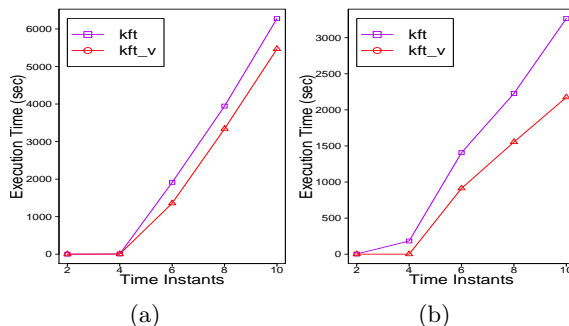 kft
kft_v
Execution Time (sec)
6000
5000
4000
3000
2000
1000
0
2 4 6 8 10
Time Instants
(a)
kft
kft_v
Execution Time (sec)
3000
2500
2000
1500
1000
500
0
2 4 6 8 10
Time Instants
(b)